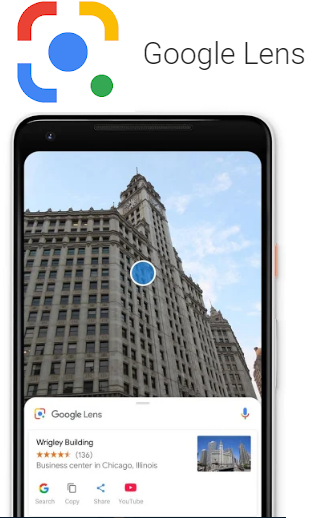 Google Lens
Google Lens
Wrigley Building
(136)
Business center in Chicago, Illinois
Search Copy Share YouTube